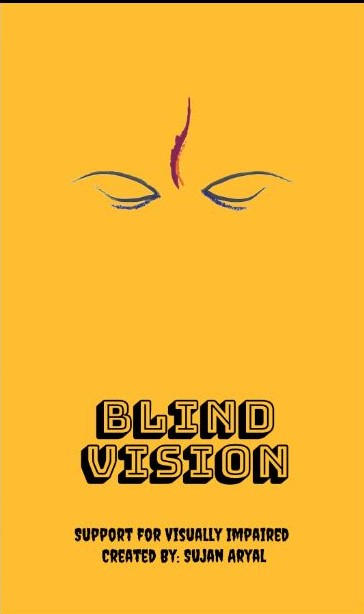 BLIND
VISION
SUPPORT FOR VISUALLY IMPAIRED
CREATED BY: SUJAN ARYAL